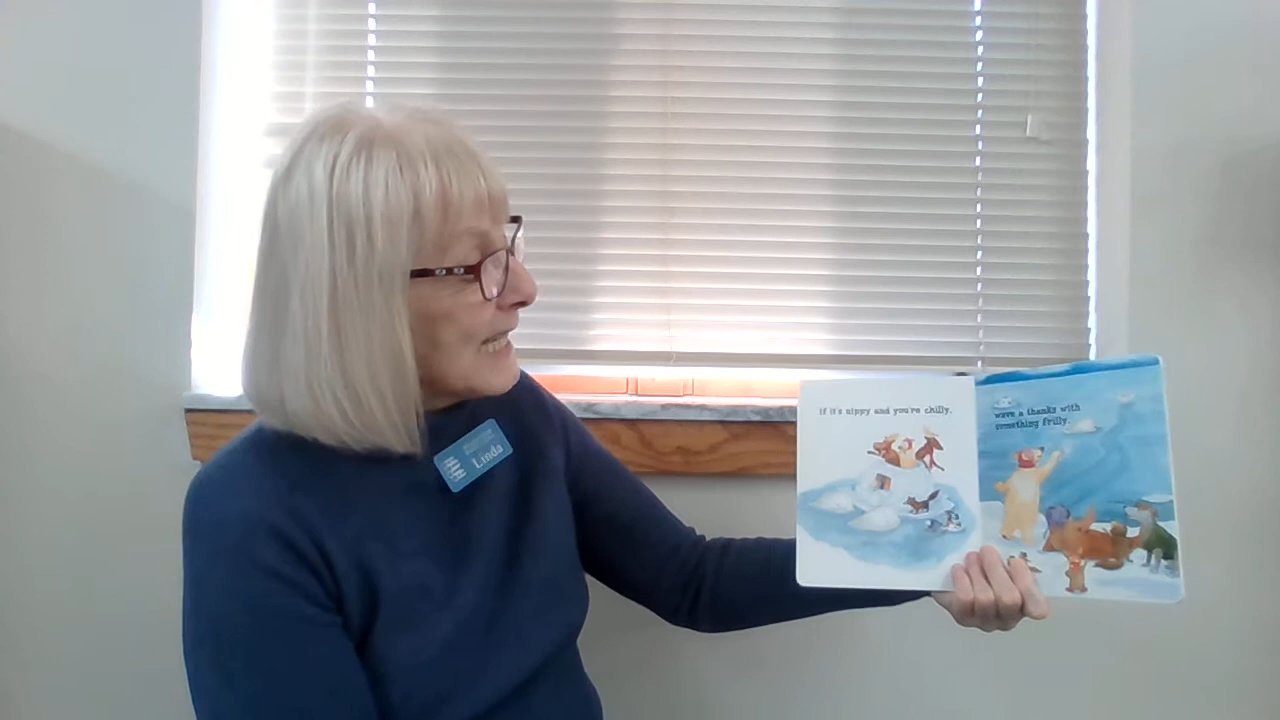 Linda
If it's nippy and you're chilly,
wave a thanks with
something frilly.